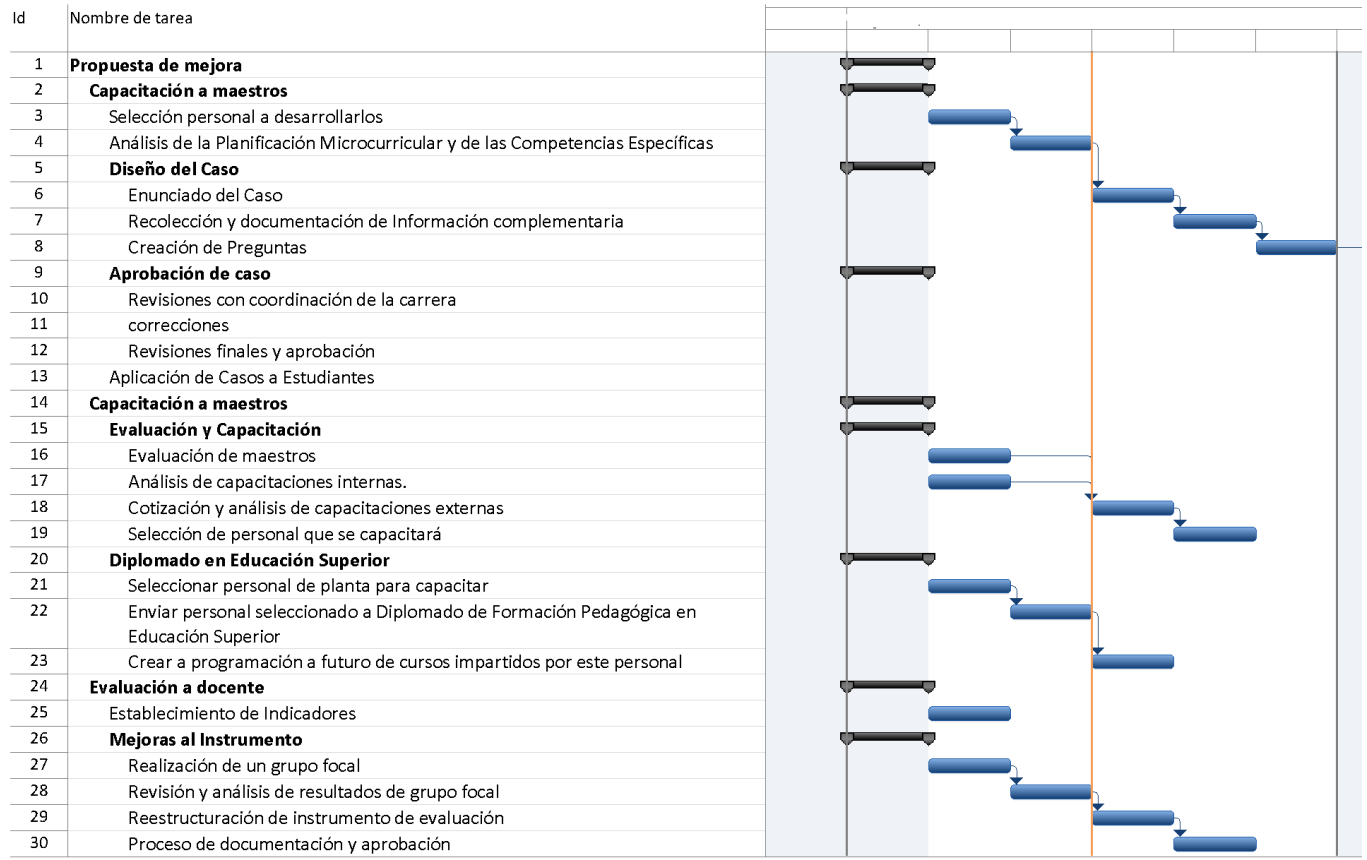 Id Nombre de tarea
1 Propuesta de mejora
2 Capacitación a maestros
3 Selección personal a desarrollarlos
4 Análisis de la Planificación Microcurricular y de las Competencias Específicas
5 Diseño del Caso
6 Enunciado del Caso
7 Recolección y documentación de Información complementaria
8 Creación de Preguntas
9 Aprobación de caso
10 Revisiones con coordinación de la carrera
11 correcciones
12 Revisiones finales y aprobación
13 Aplicación de Casos a Estudiantes
14 Capacitación a maestros
15 Evaluación y Capacitación
16 Evaluación de maestros
17 Análisis de capacitaciones internas.
18 Cotización y análisis de capacitaciones externas
19 Selección de personal que se capacitará
20 Diplomado en Educación Superior
21 Seleccionar personal de planta para capacitar
22 Enviar personal seleccionado a Diplomado de Formación Pedagógica en
Educación Superior
23 Crear a programación a futuro de cursos impartidos por este personal
24 Evaluación a docente
25 Establecimiento de Indicadores
26 Mejoras al Instrumento
27 Realización de un grupo focal
28 Revisión y análisis de resultados de grupo focal
29 Reestructuración de instrumento de evaluación
30 Proceso de documentación y aprobación